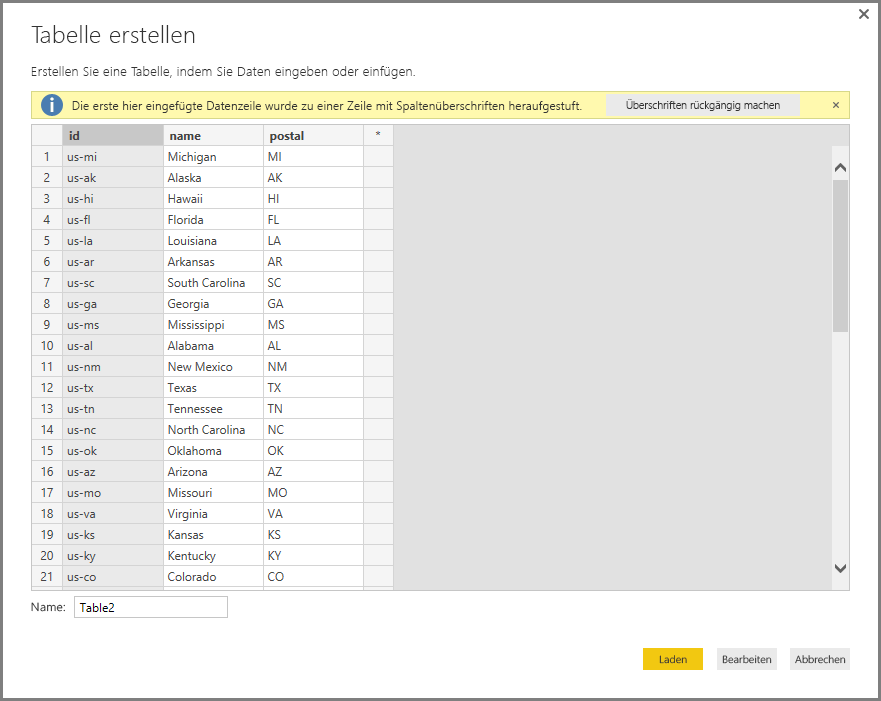 Tabelle erstellen
Erstellen Sie eine Tabelle, indem Sie Daten eingeben oder einfügen.
Die erste hier eingefügte Datenzeile wurde zu einer Zeile mit Spaltenüberschriften heraufgestuft. Überschriften rückgängig machen
id name postal *
1 us-mi Michigan MI
2 us-ak Alaska AK
3 us-hi Hawaii HI
4 us-fl Florida FL
5 us-la Louisiana LA
6 us-ar Arkansas AR
7 us-sc South Carolina SC
8 us-ga Georgia GA
9 us-ms Mississippi MS
10 us-al Alabama AL
11 us-nm New Mexico NM
12 us-tx Texas TX
13 us-tn Tennessee TN
14 us-nc North Carolina NC
15 us-ok Oklahoma OK
16 us-az Arizona AZ
17 us-mo Missouri MO
18 us-va Virginia VA
19 us-ks Kansas KS
20 us-ky Kentucky KY
21 us-co Colorado CO
Name: Table2
Laden Bearbeiten Abbrechen